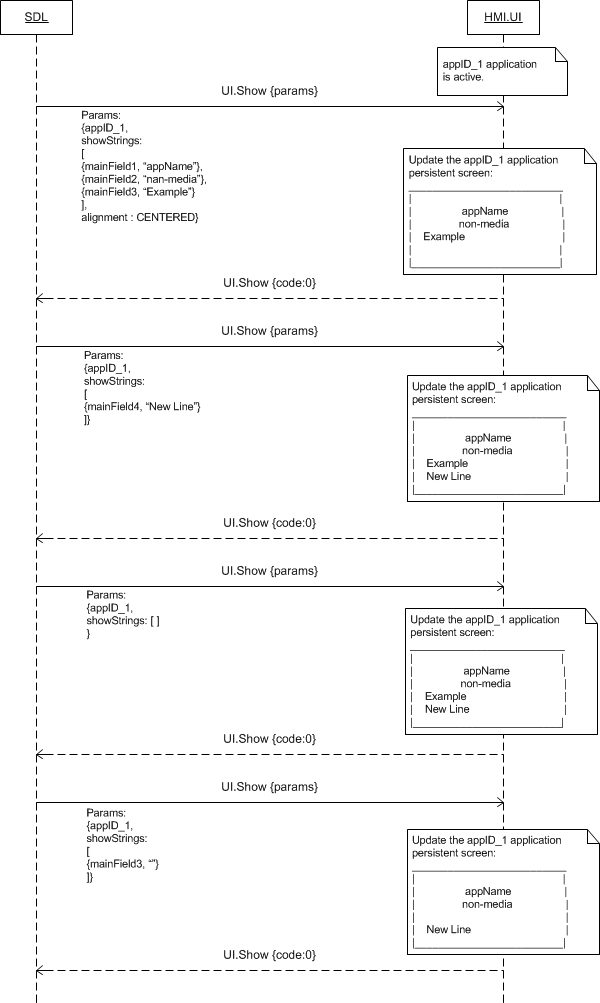 SDL
HMI.UI
appID_1 application
is active.
UI.Show {params}
Params:
{appID_1,
showStrings:
[
{mainField1, “appName”},
{mainField2, “nan-media”},
{mainField3, “Example”}
],
alignment : CENTERED}
Update the appID_1 application
persistent screen:
appName
non-media
Example
UI.Show {code:0}
UI.Show {params}
Params:
{appID_1,
showStrings:
[
{mainField4, “New Line”}
]}
Update the appID_1 application
persistent screen:
appName
non-media
Example
New Line
UI.Show {code:0}
UI.Show {params}
Params:
{appID_1,
showStrings: [ ]
}
Update the appID_1 application
persistent screen:
appName
non-media
Example
New Line
UI.Show {code:0}
UI.Show {params}
Params:
{appID_1,
showStrings:
[
{mainField3, “”}
]}
Update the appID_1 application
persistent screen:
appName
non-media
New Line
UI.Show {code:0}